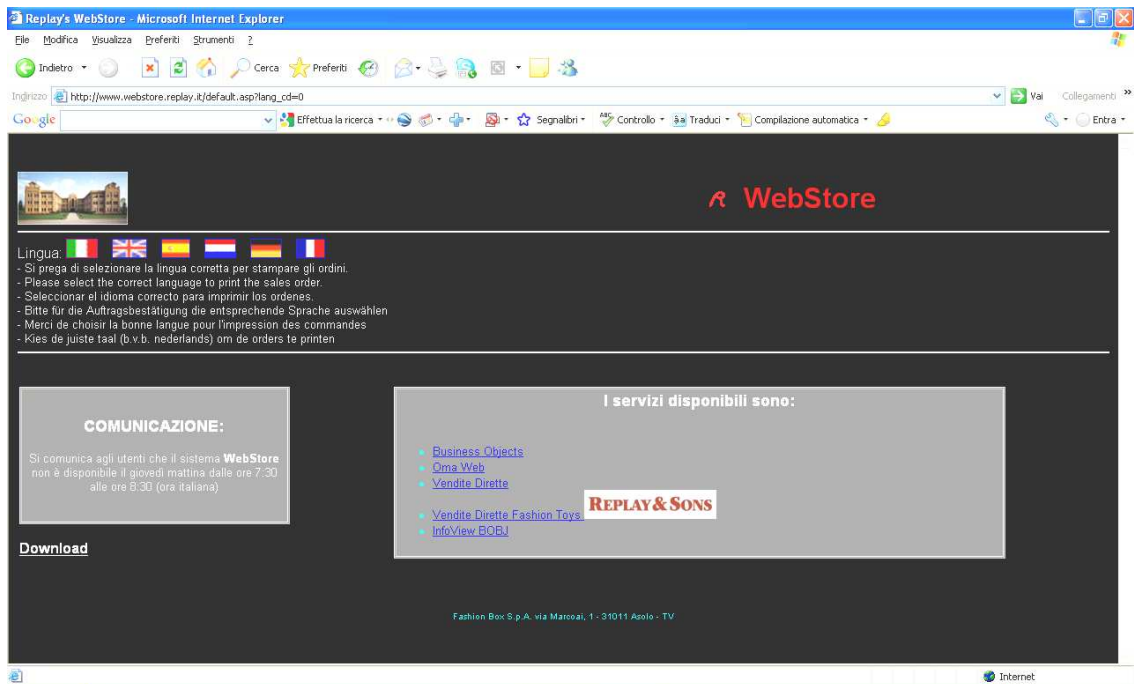 Replay's WebStore - Microsoft Internet Explorer
File Modifica Visualizza Preferiti Strumenti ?
Indietro Cerca Preferiti
Indirizzo http://www.webstore.replay.it/default.asp?lang_cd=0 Vai Collegamenti »
Google Effettua la ricerca Segnalibri ABC Controllo Traduci Compilazione automatica Entra
R WebStore
Lingua:
- Si prega di selezionare la lingua corretta per stampare gli ordini.
- Please select the correct language to print the sales order.
- Seleccionar el idioma correcto para imprimir los ordenes.
- Bitte für die Auftragsbestätigung die entsprechende Sprache auswählen
- Merci de choisir la bonne langue pour l'impression des commandes
- Kies de juiste taal (b.v.b. nederlands) om de orders te printen
COMUNICAZIONE:
Si comunica agli utenti che il sistema WebStore
non è disponibile il giovedì mattina dalle ore 7:30
alle ore 8:30 (ora italiana)
Download
I servizi disponibili sono:
Business Objects
Oma Web
Vendite Dirette
Vendite Dirette Fashion Toys REPLAY & SONS
InfoView BOBJ
Fashion Box S.p.A. via Marcoai, 1 - 31011 Asolo - TV
Internet